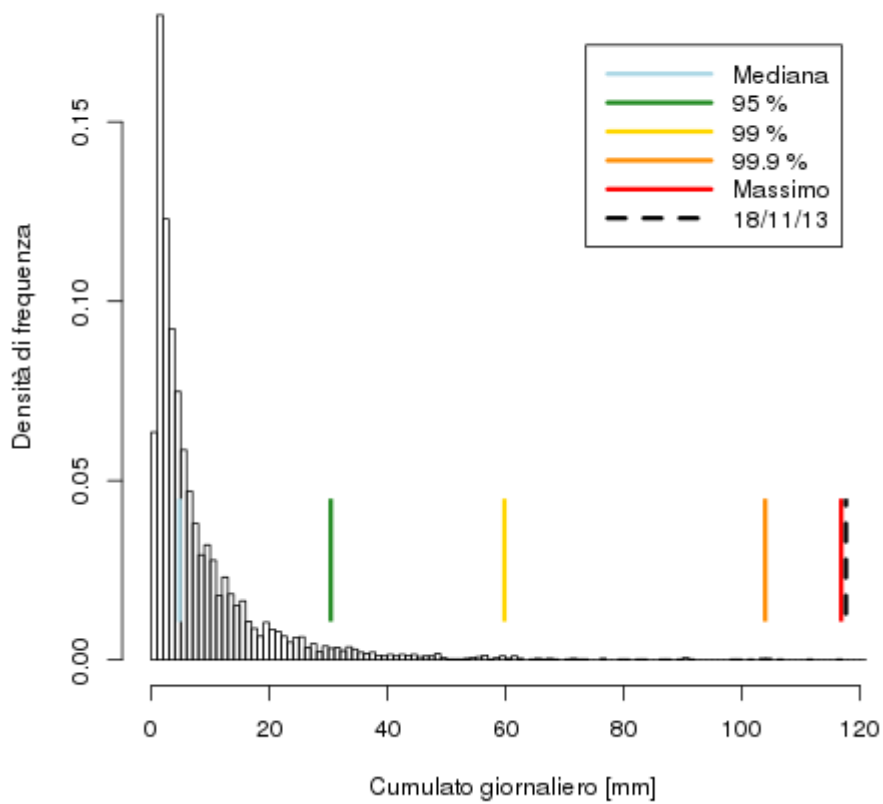 Mediana
95 %
99 %
99.9 %
Massimo
18/11/13
Densità di frequenza
0.15
0.10
0.05
0.00
0 20 40 60 80 100 120
Cumulato giornaliero [mm]